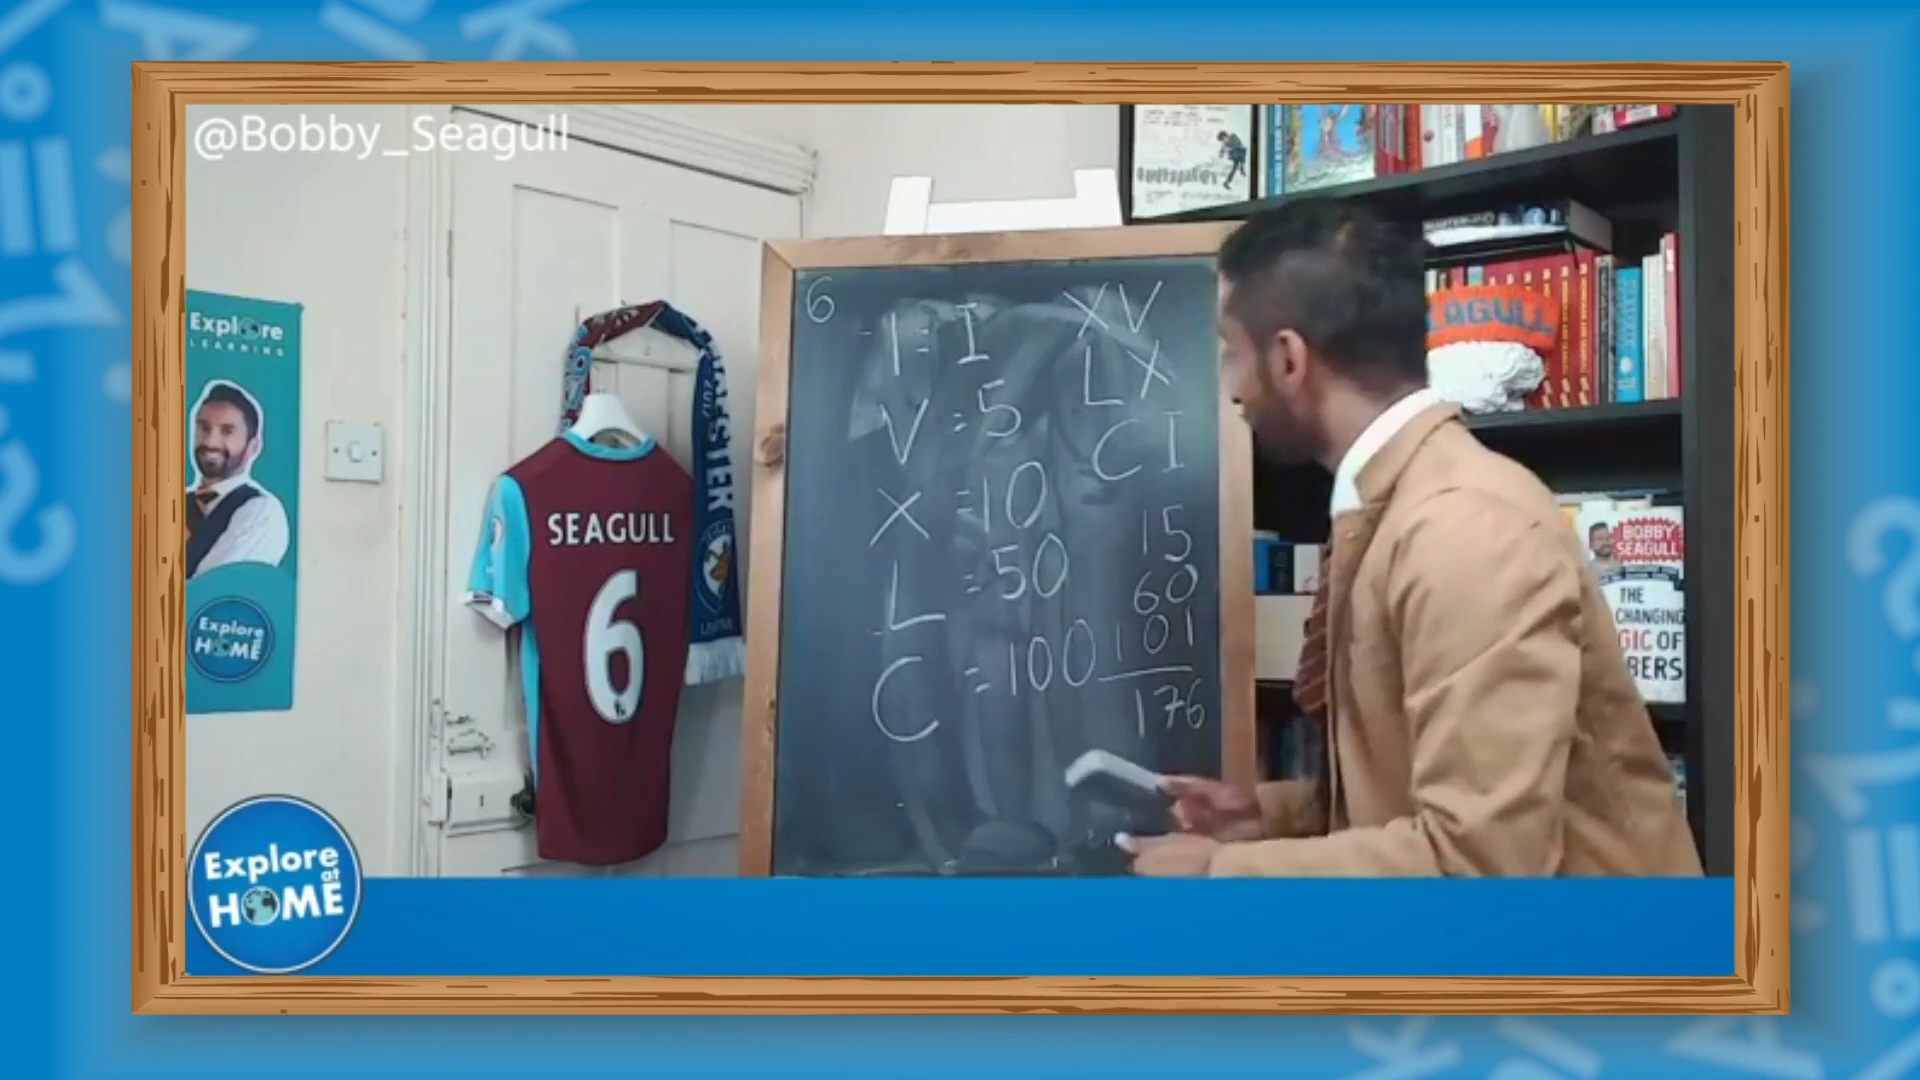 @Bobby_Seagull
Explore
LEARNING
Explore
HOME
SEAGULL
6
6
1 = I
V = 5
X = 10
L = 50
C = 100
XV
LX
CI
15
60
101
176
SEAGULL
BOBBY
SEAGULL
THE
CHANGING
GIC OF
BERS
Explore
at
HOME